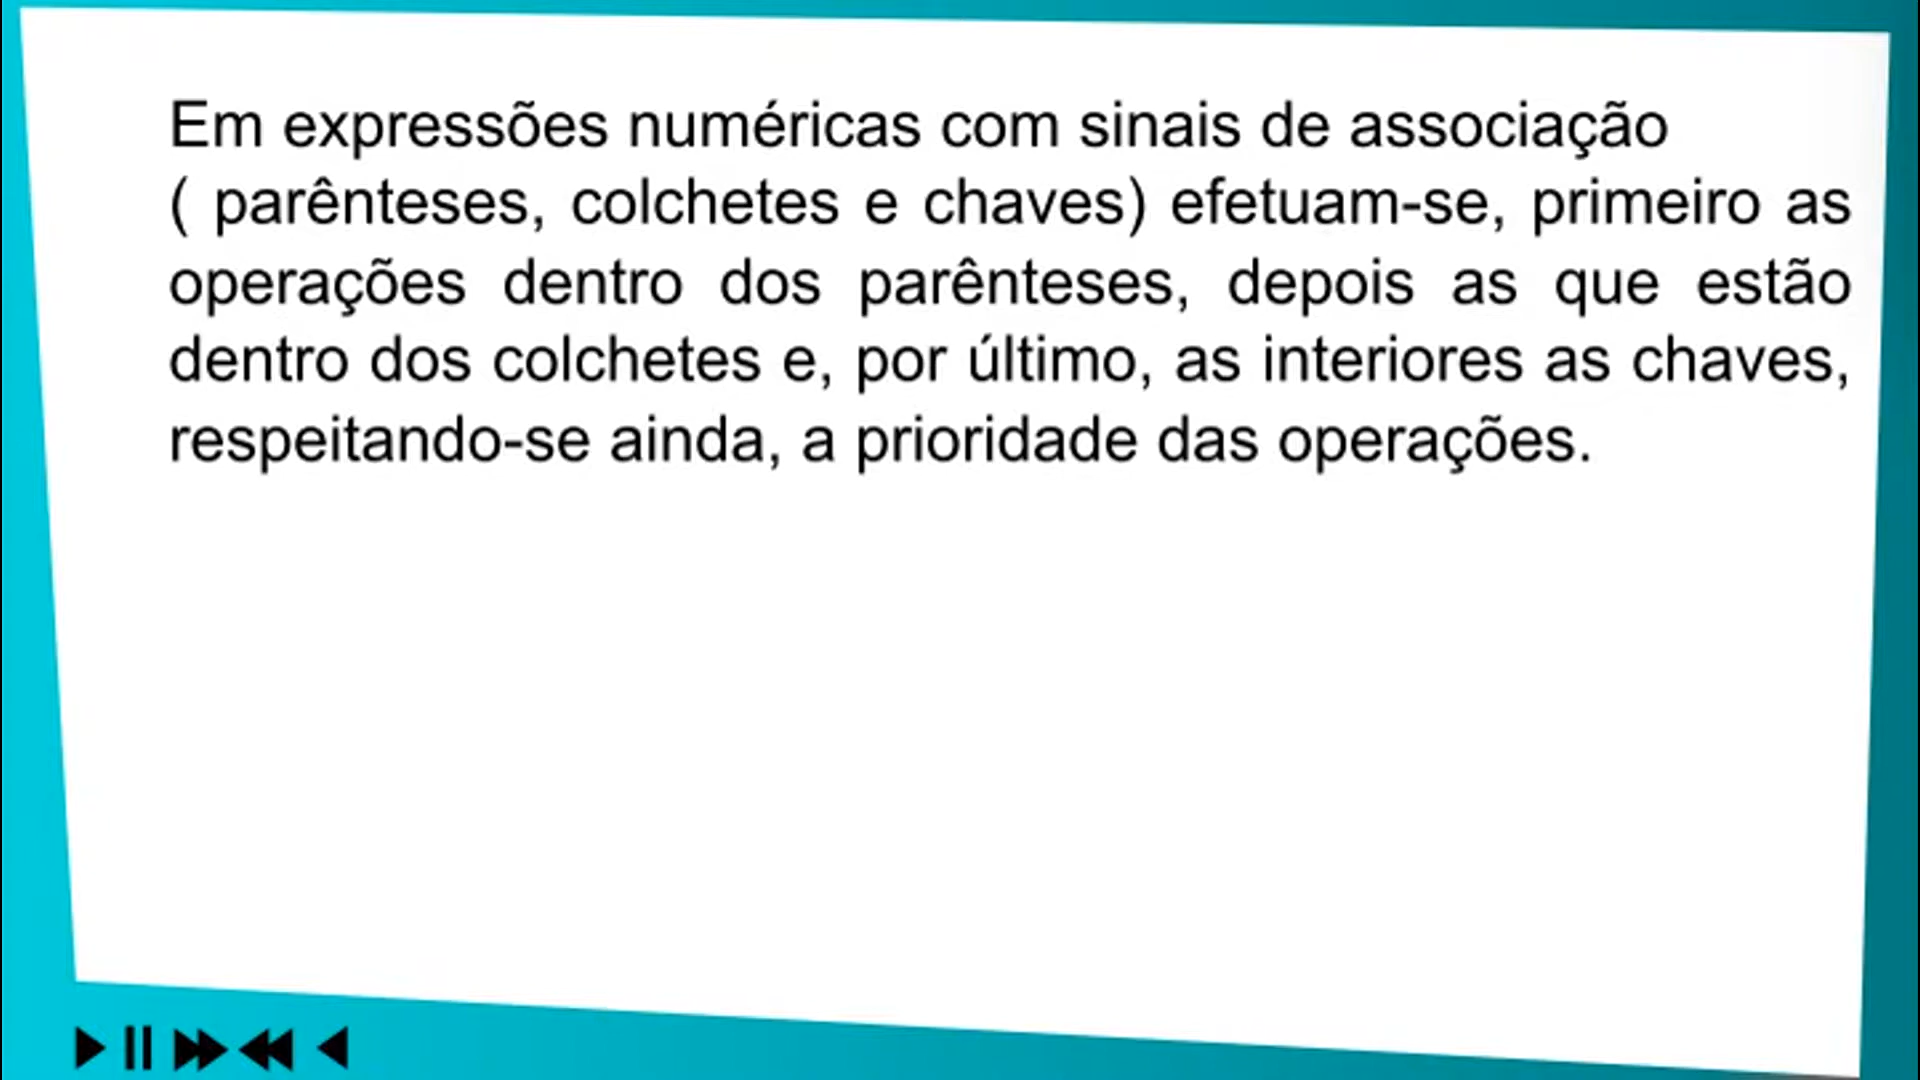 Em expressões numéricas com sinais de associação
( parênteses, colchetes e chaves) efetuam-se, primeiro as
operações dentro dos parênteses, depois as que estão
dentro dos colchetes e, por último, as interiores as chaves,
respeitando-se ainda, a prioridade das operações.